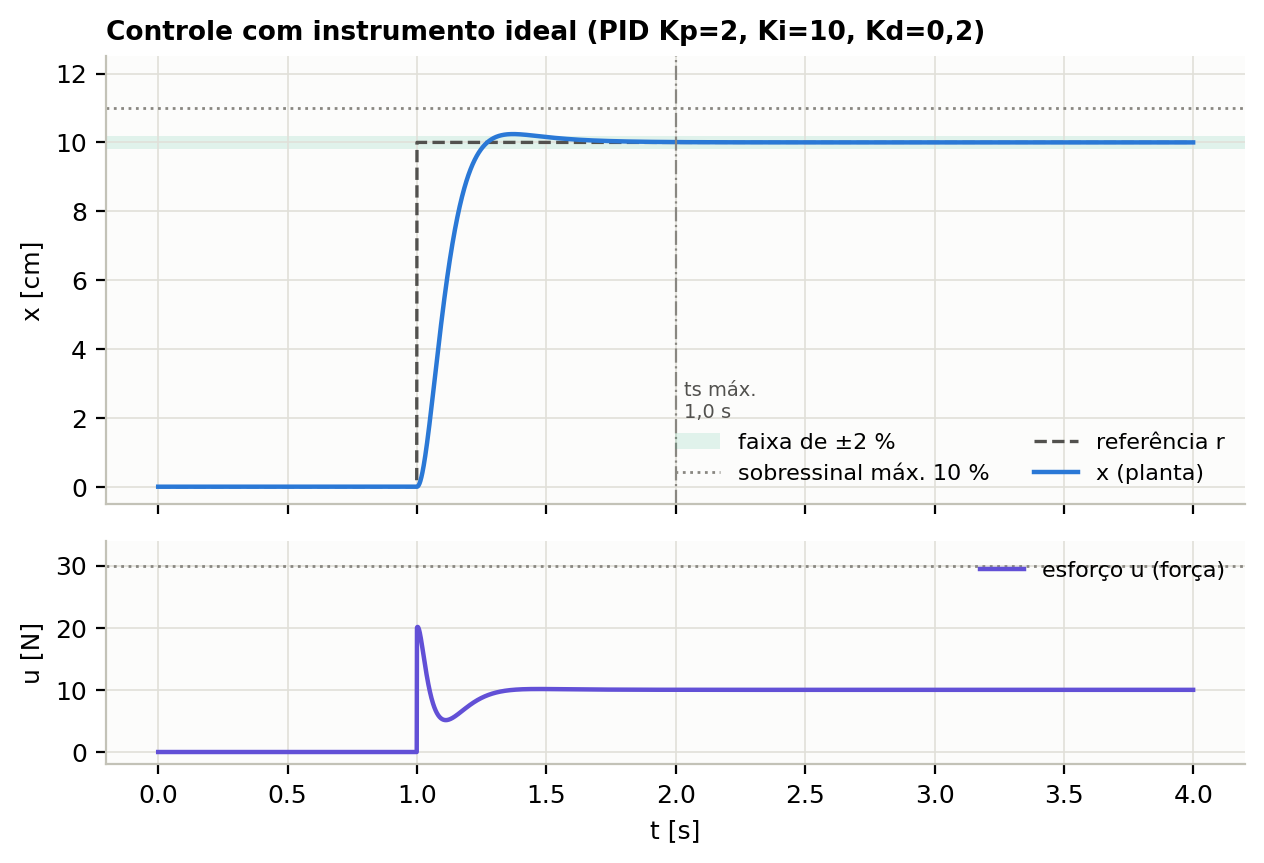 Controle com instrumento ideal (PID Kp=2, Ki=10, Kd=0,2)
12
10
8
6
4
2
0
x [cm]
ts máx.
1,0 s
faixa de ±2 %
referência r
sobressinal máx. 10 %
x (planta)
30
20
10
0
u [N]
esforço u (força)
0.0
0.5
1.0
1.5
2.0
2.5
3.0
3.5
4.0
t [s]